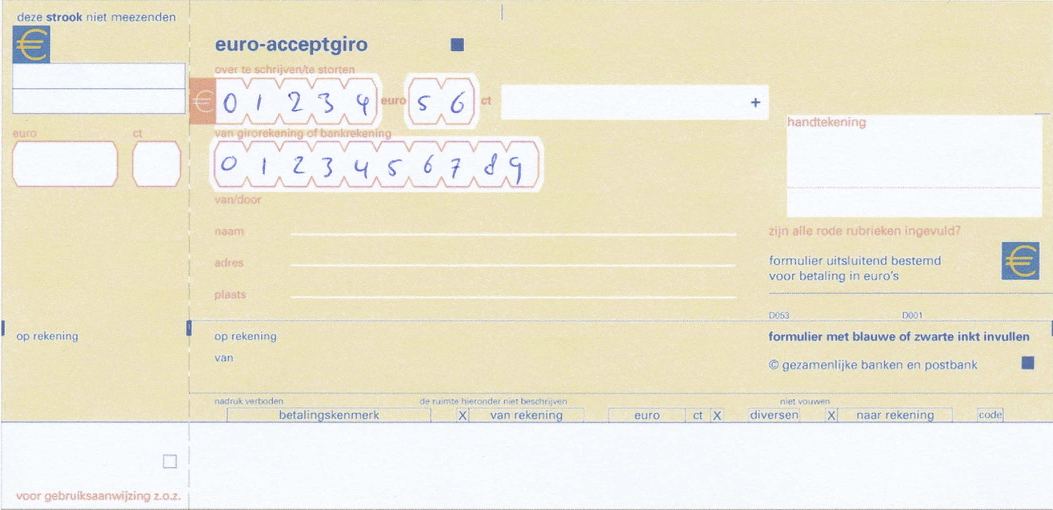 deze strook niet meezenden
€
euro-acceptgiro
over te schrijven/te storten
€ 0 1 2 3 4 euro 5 6 ct +
euro ct
van girorekening of bankrekening
handtekening
0 1 2 3 4 5 6 7 8 9
van/door
naam
zijn alle rode rubrieken ingevuld?
adres
formulier uitsluitend bestemd
voor betaling in euro's
€
plaats
D053 D001
op rekening
op rekening
formulier met blauwe of zwarte inkt invullen
van
© gezamenlijke banken en postbank
nadruk verboden de ruimte hieronder niet beschrijven niet vouwen
betalingskenmerk X van rekening euro ct X diversen X naar rekening code
voor gebruiksaanwijzing z.o.z.